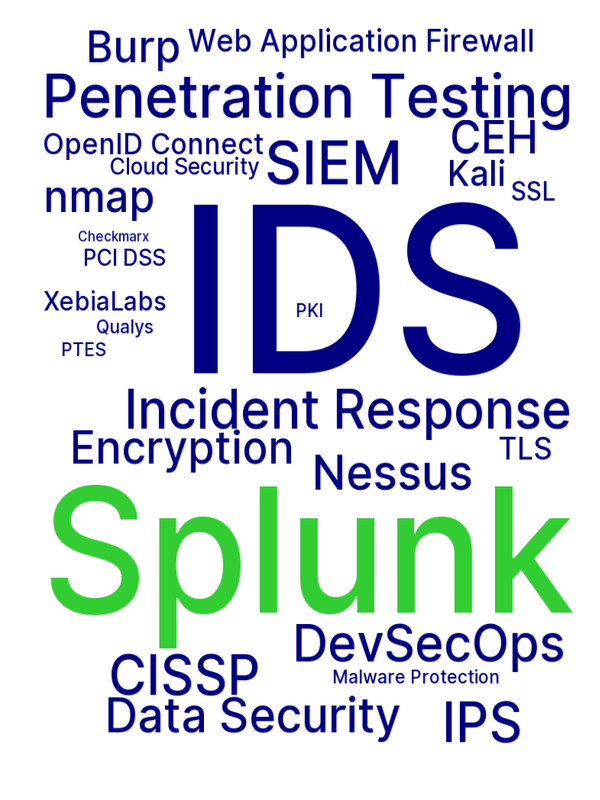 Burp
Web Application Firewall
Penetration Testing
OpenID Connect
CEH
Cloud Security
SIEM
Kali
SSL
nmap
Checkmarx
PCI DSS
IDS
XebiaLabs
PKI
Qualys
PTES
Incident Response
Encryption
TLS
Nessus
Splunk
DevSecOps
CISSP
Malware Protection
Data Security
IPS